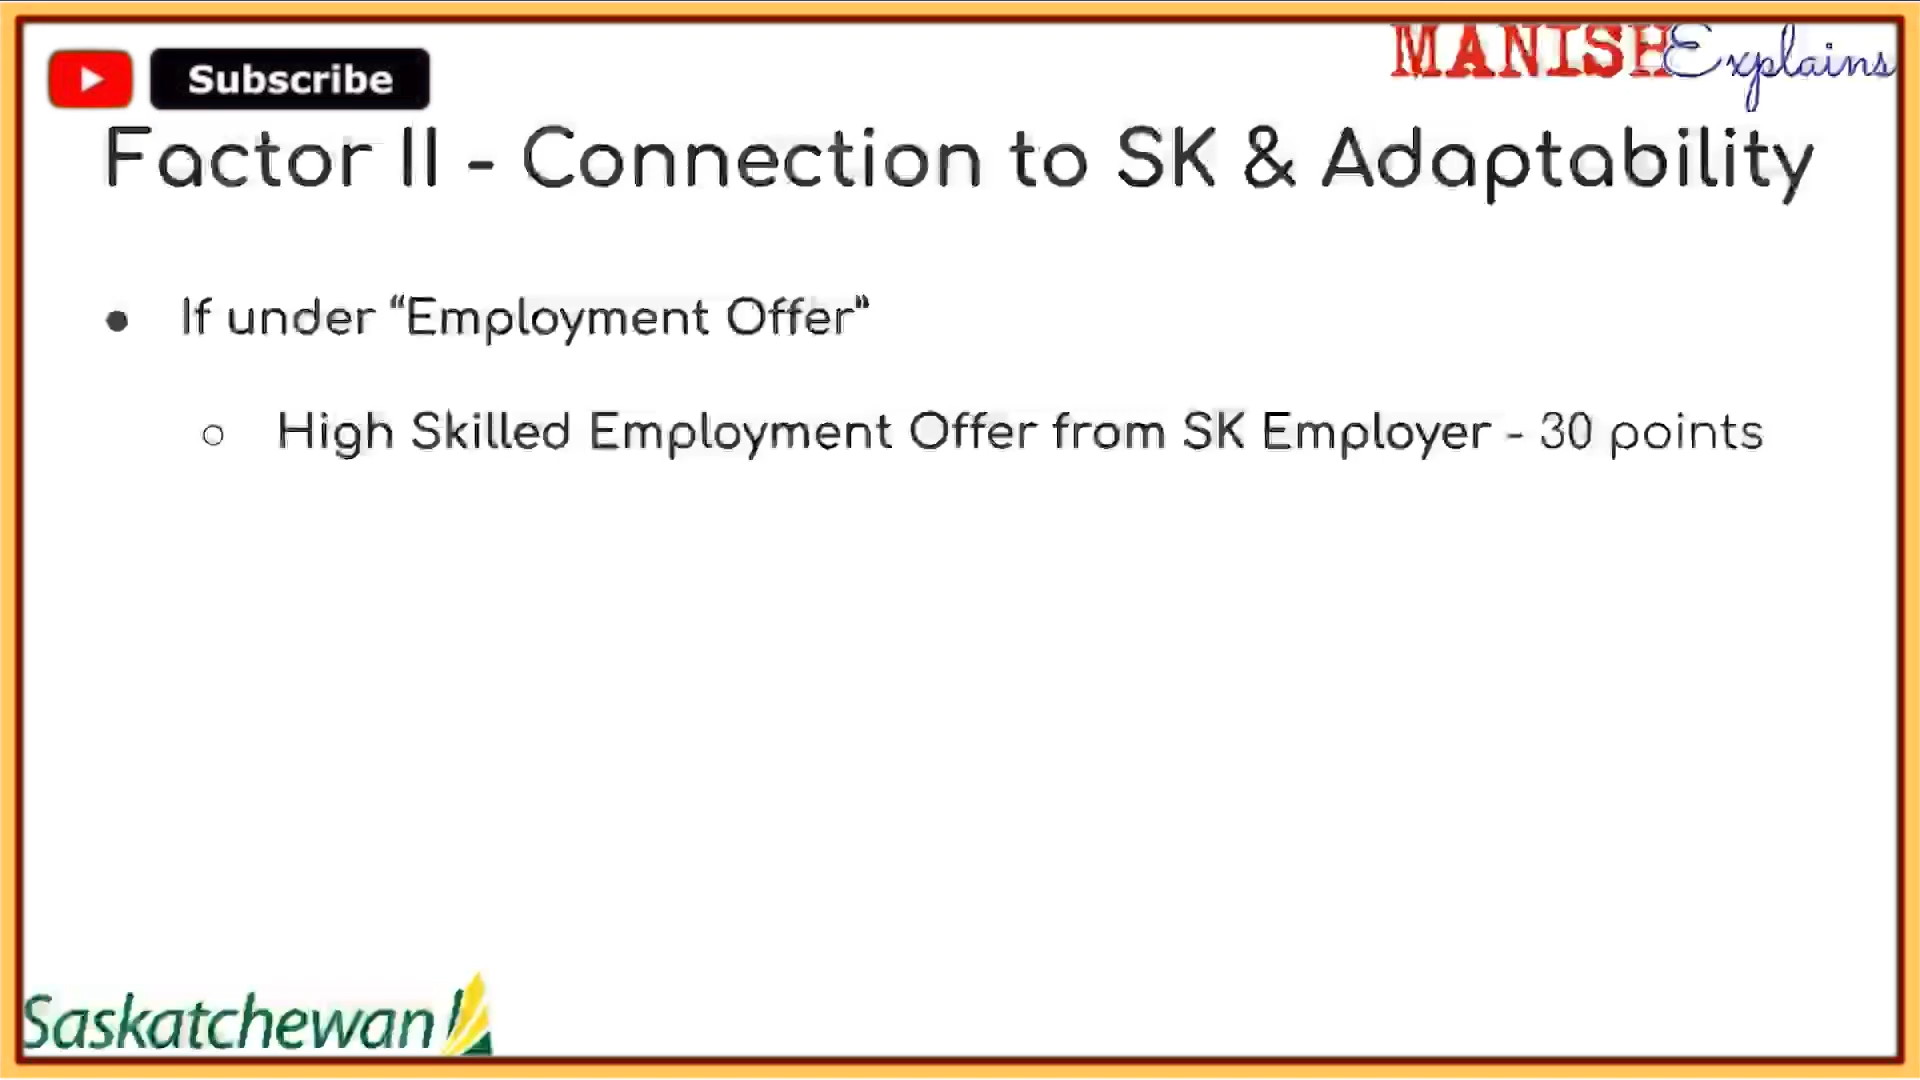 Subscribe
MANISH Explains
Factor II - Connection to SK & Adaptability
● If under “Employment Offer”
○ High Skilled Employment Offer from SK Employer - 30 points
Saskatchewan